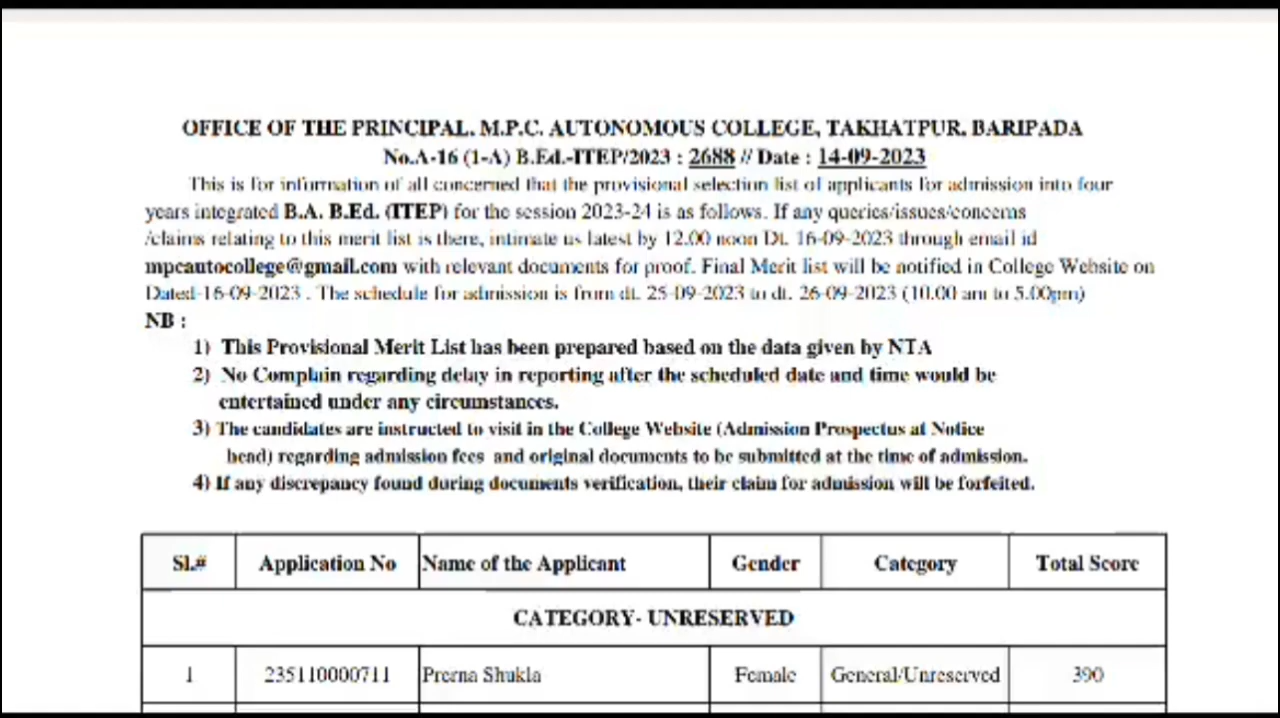 OFFICE OF THE PRINCIPAL, M.P.C. AUTONOMOUS COLLEGE, TAKHATPUR, BARIPADA
No.A-16 (1-A) B.Ed.-ITEP/2023 : 2688 // Date : 14-09-2023
This is for information of all concerned that the provisional selection list of applicants for admission into four
years integrated B.A. B.Ed. (ITEP) for the session 2023-24 is as follows. If any queries/issues/concerns
/claims relating to this merit list is there, intimate us latest by 12.00 noon Dt. 16-09-2023 through email id
mpcautocollege@gmail.com with relevant documents for proof. Final Merit list will be notified in College Website on
Dated-16-09-2023 . The schedule for admission is from dt. 25-09-2023 to dt. 26-09-2023 (10.00 am to 5.00pm)
NB :
1) This Provisional Merit List has been prepared based on the data given by NTA
2) No Complain regarding delay in reporting after the scheduled date and time would be
entertained under any circumstances.
3) The candidates are instructed to visit in the College Website (Admission Prospectus at Notice
head) regarding admission fees and original documents to be submitted at the time of admission.
4) If any discrepancy found during documents verification, their claim for admission will be forfeited.
Sl.# Application No Name of the Applicant Gender Category Total Score
CATEGORY- UNRESERVED
1 235110000711 Prerna Shukla Female General/Unreserved 390